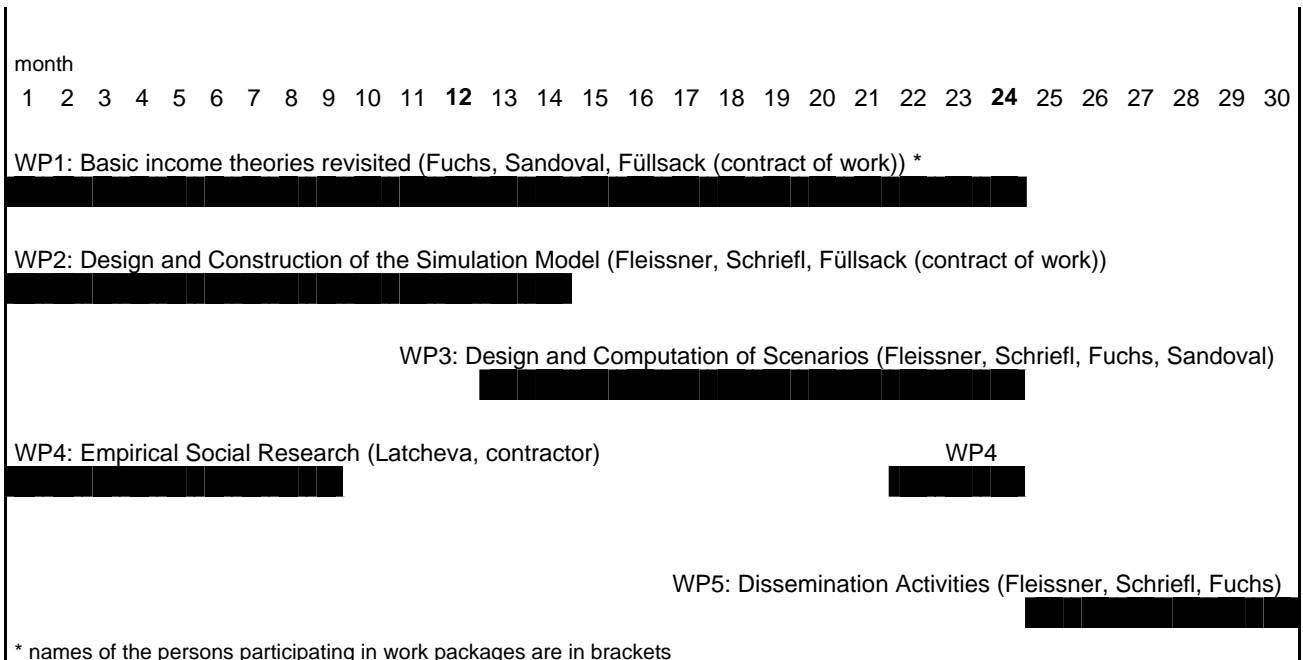 month
1 2 3 4 5 6 7 8 9 10 11 12 13 14 15 16 17 18 19 20 21 22 23 24 25 26 27 28 29 30
WP1: Basic income theories revisited (Fuchs, Sandoval, Füllsack (contract of work)) *
WP2: Design and Construction of the Simulation Model (Fleissner, Schriefl, Füllsack (contract of work))
WP3: Design and Computation of Scenarios (Fleissner, Schriefl, Fuchs, Sandoval)
WP4: Empirical Social Research (Latcheva, contractor) WP4
WP5: Dissemination Activities (Fleissner, Schriefl, Fuchs)
* names of the persons participating in work packages are in brackets